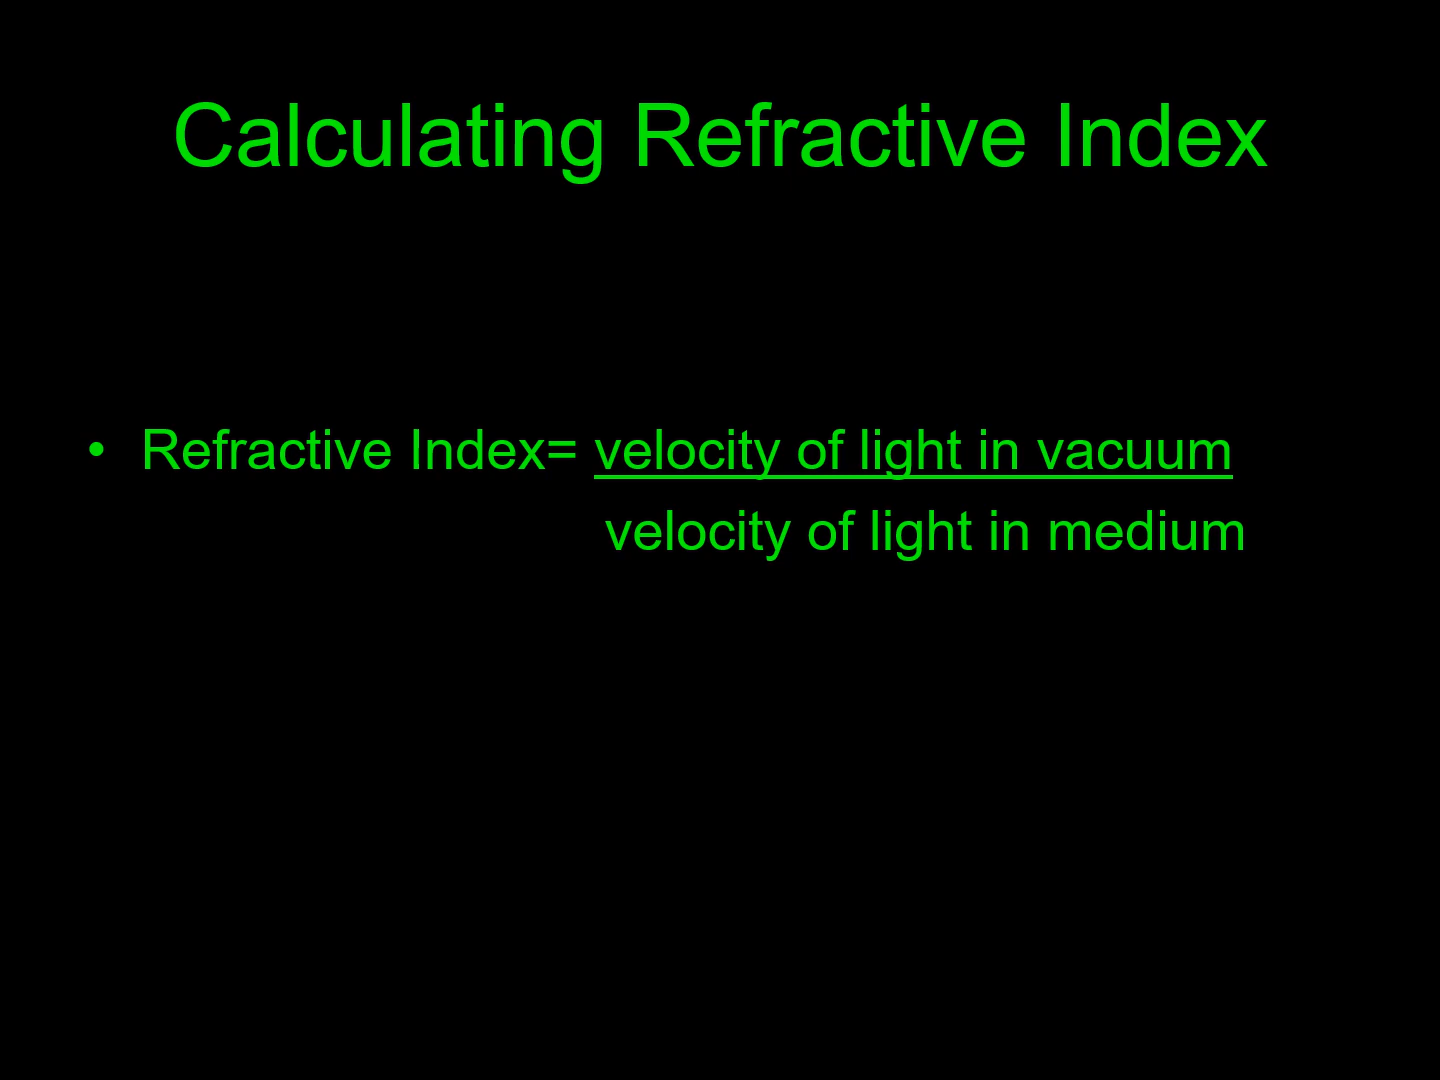 Calculating Refractive Index
• Refractive Index= velocity of light in vacuum
velocity of light in medium